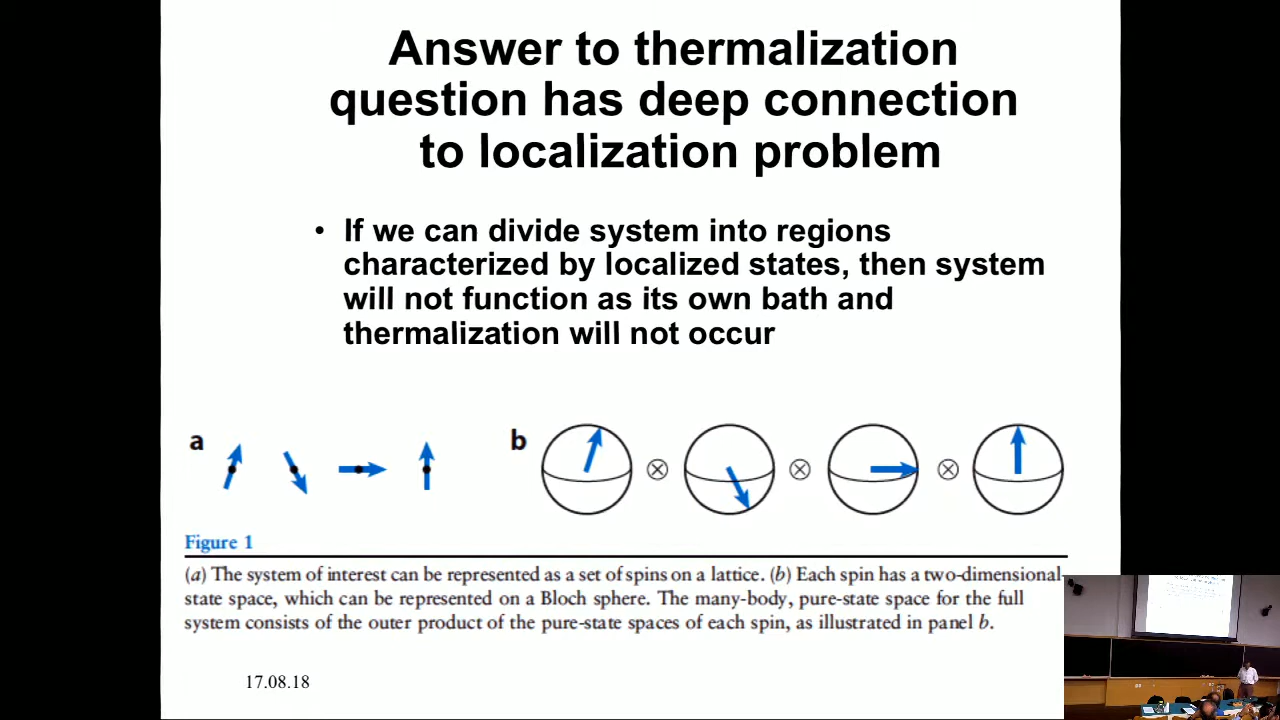 Answer to thermalization
question has deep connection
to localization problem
• If we can divide system into regions
characterized by localized states, then system
will not function as its own bath and
thermalization will not occur
a
b
Figure 1
(a) The system of interest can be represented as a set of spins on a lattice. (b) Each spin has a two-dimensional
state space, which can be represented on a Bloch sphere. The many-body, pure-state space for the full
system consists of the outer product of the pure-state spaces of each spin, as illustrated in panel b.
17.08.18